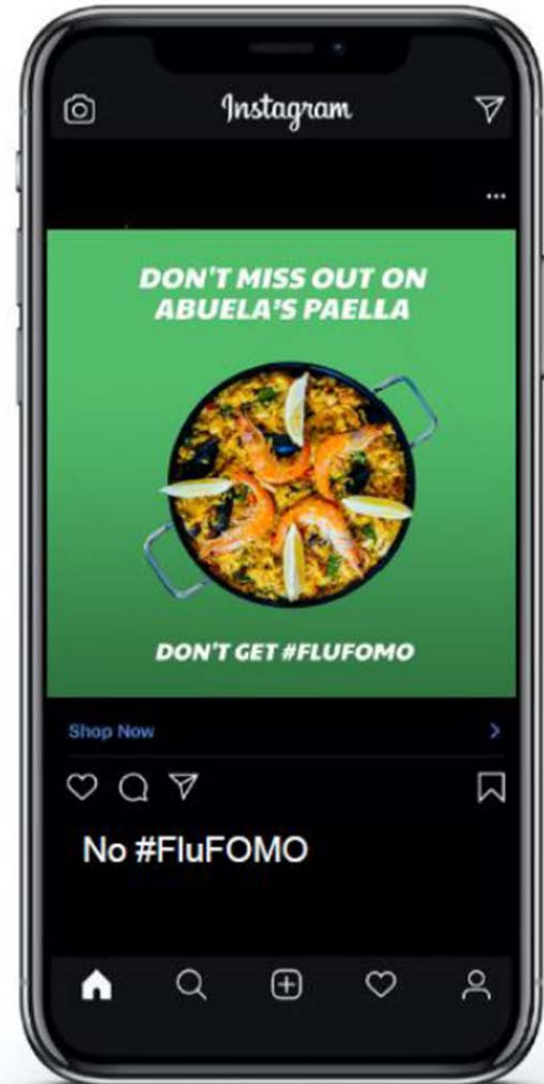 Instagram
DON'T MISS OUT ON
ABUELA'S PAELLA
DON'T GET #FLUFOMO
Shop Now
No #FluFOMO